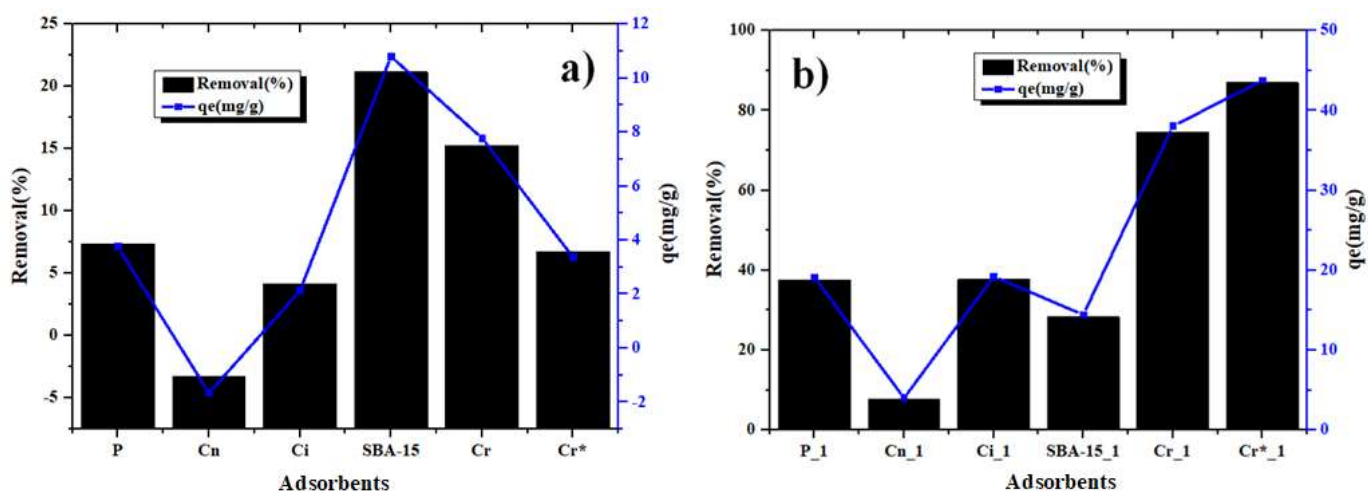 a)
Removal(%)
qe(mg/g)
25
20
15
10
5
0
-5
12
10
8
6
4
2
0
-2
Removal(%)
qe(mg/g)
P Cn Ci SBA-15 Cr Cr*
Adsorbents
b)
Removal(%)
qe(mg/g)
100
80
60
40
20
0
50
40
30
20
10
0
Removal(%)
qe(mg/g)
P_1 Cn_1 Ci_1 SBA-15_1 Cr_1 Cr*_1
Adsorbents